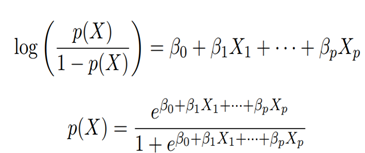 log(p(X) / (1 − p(X))) = β₀ + β₁X₁ + ⋯ + βₚXₚ
p(X) = e^(β₀+β₁X₁+⋯+βₚXₚ) / (1 + e^(β₀+β₁X₁+⋯+βₚXₚ))